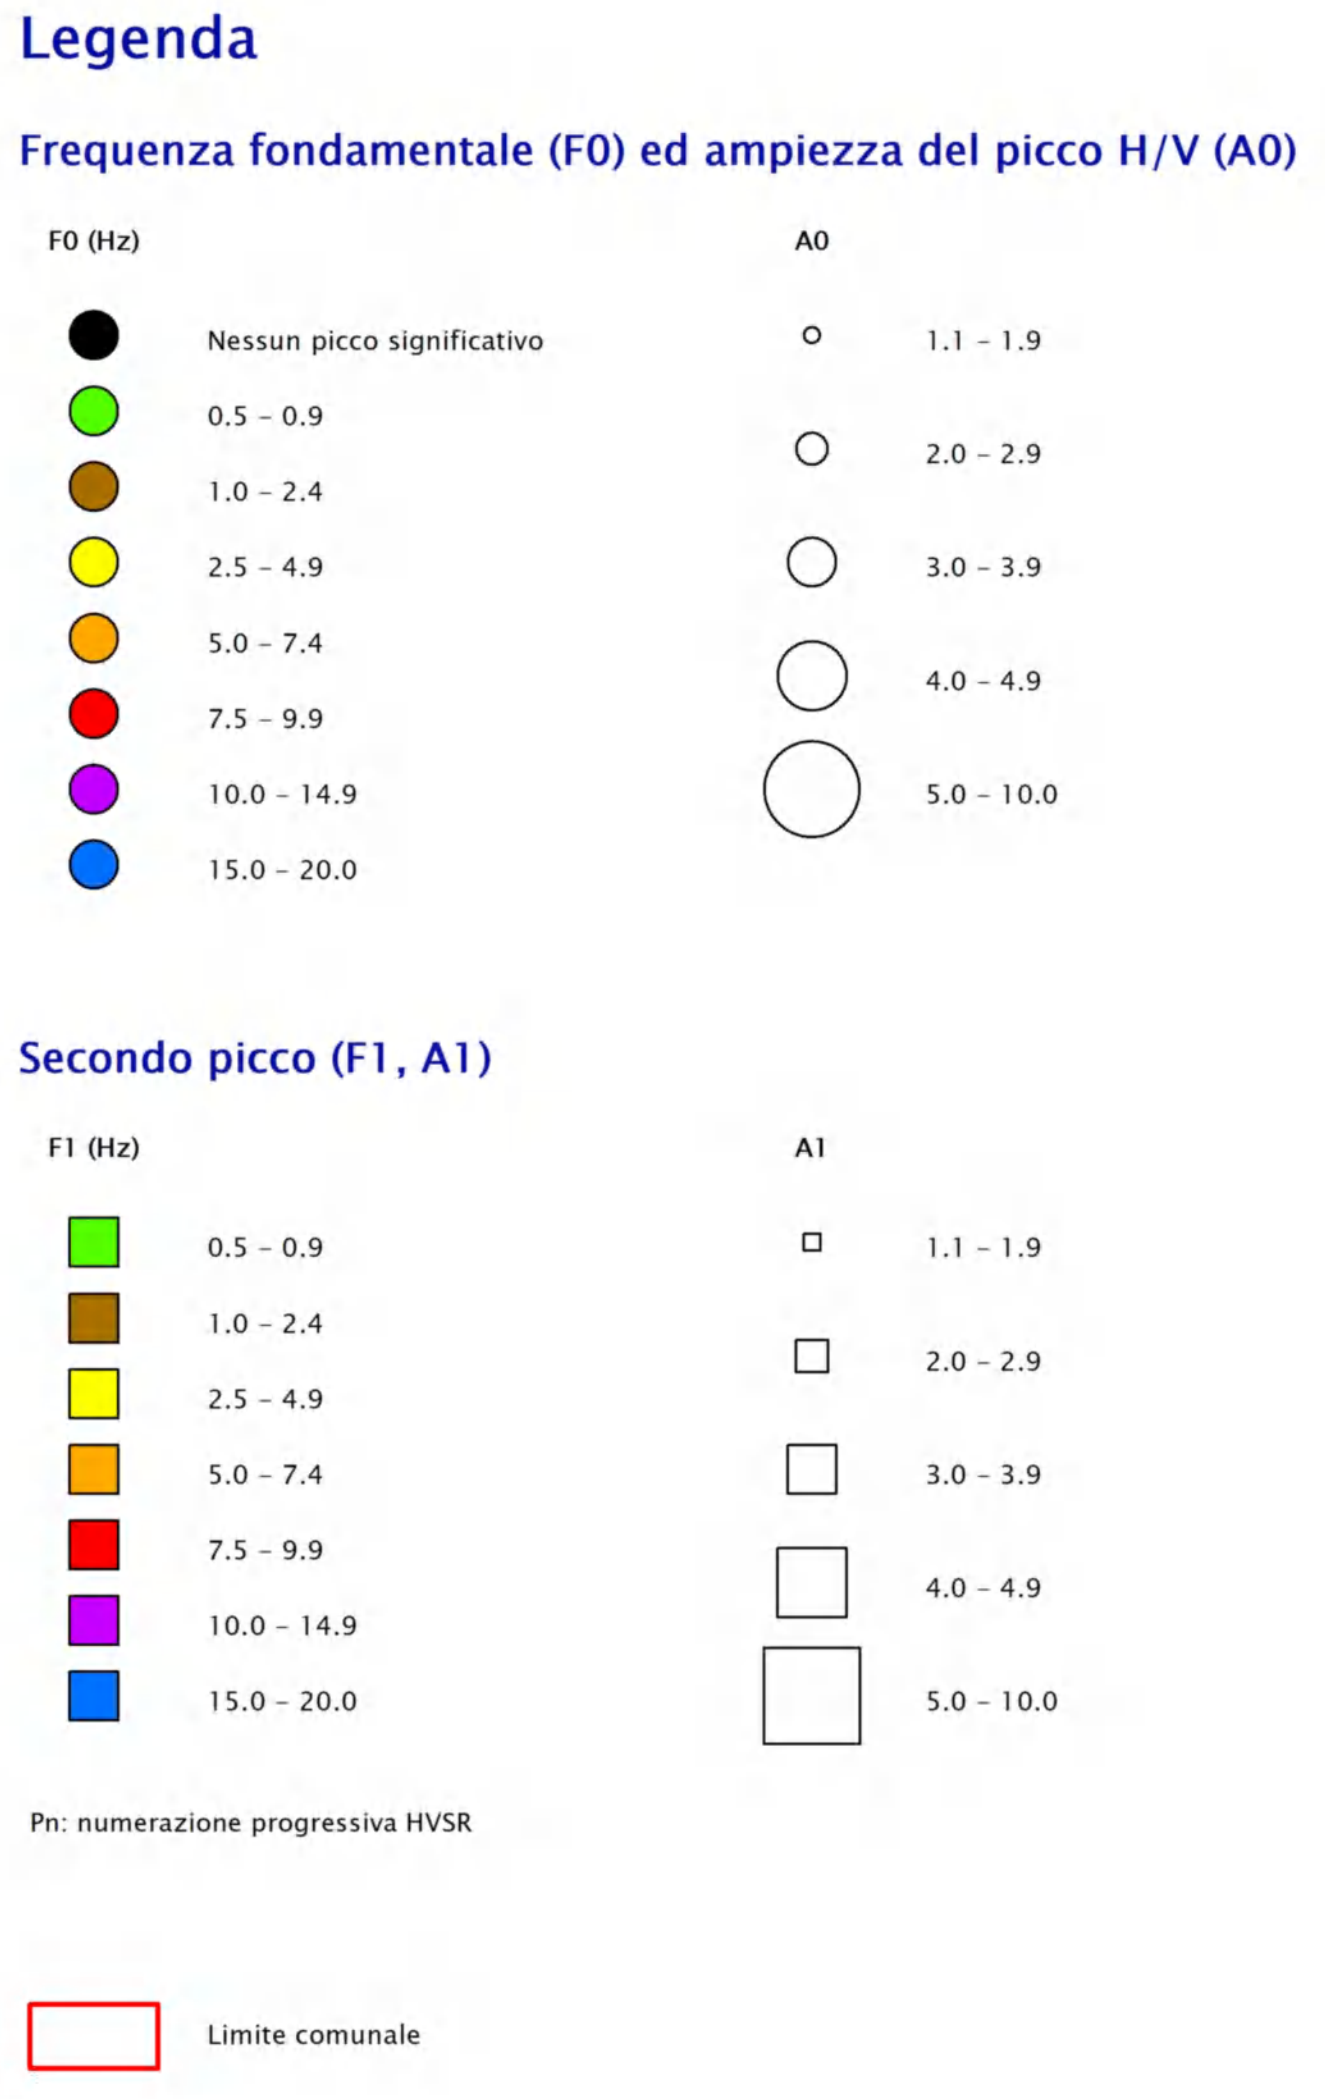 Legenda
Frequenza fondamentale (F0) ed ampiezza del picco H/V (A0)
F0 (Hz)
A0
Nessun picco significativo
0.5 – 0.9
1.0 – 2.4
2.5 – 4.9
5.0 – 7.4
7.5 – 9.9
10.0 – 14.9
15.0 – 20.0
1.1 – 1.9
2.0 – 2.9
3.0 – 3.9
4.0 – 4.9
5.0 – 10.0
Secondo picco (F1, A1)
F1 (Hz)
A1
0.5 – 0.9
1.0 – 2.4
2.5 – 4.9
5.0 – 7.4
7.5 – 9.9
10.0 – 14.9
15.0 – 20.0
1.1 – 1.9
2.0 – 2.9
3.0 – 3.9
4.0 – 4.9
5.0 – 10.0
Pn: numerazione progressiva HVSR
Limite comunale